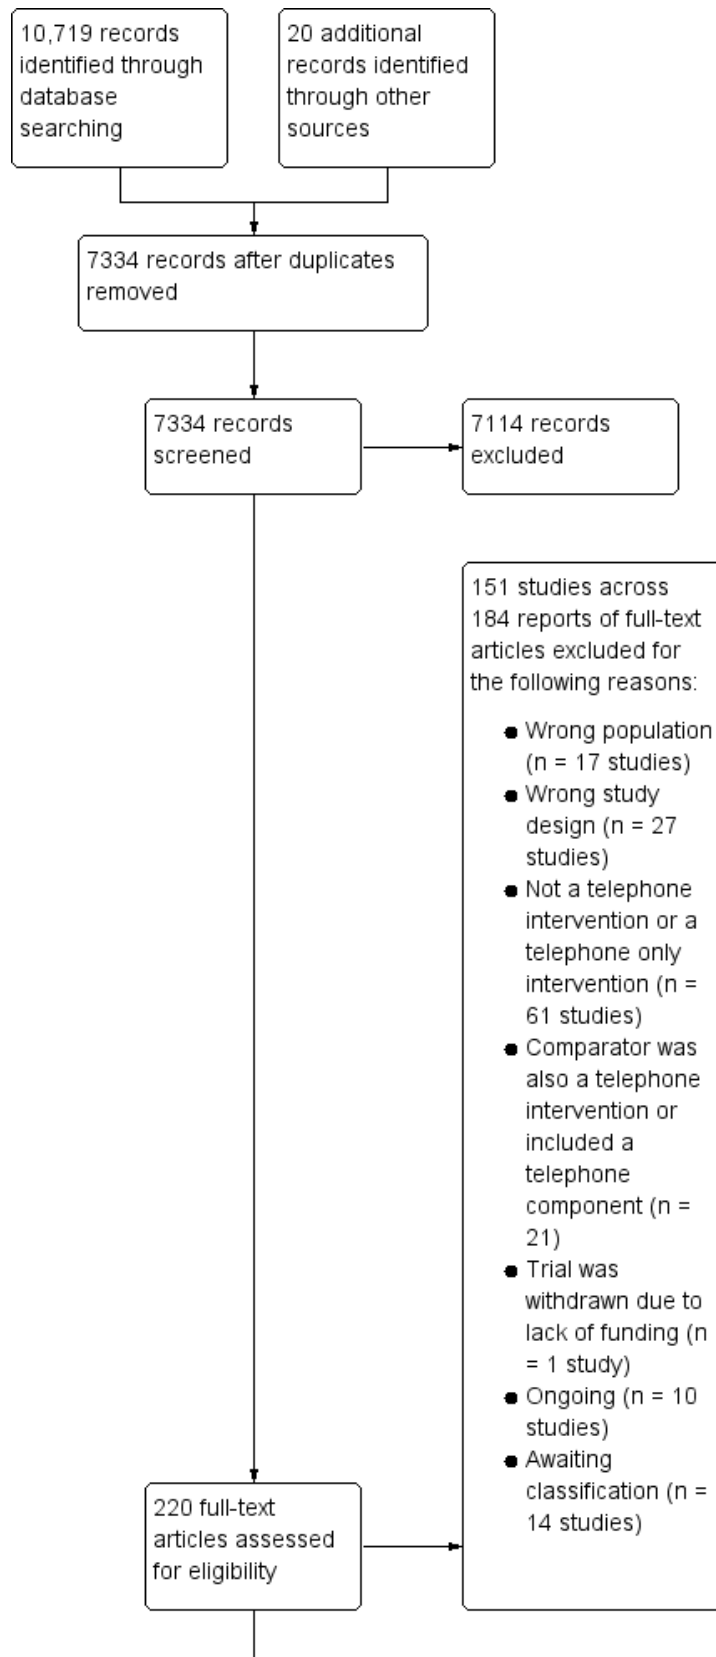 10,719 records
identified through
database
searching
20 additional
records identified
through other
sources
7334 records after duplicates
removed
7334 records
screened
7114 records
excluded
151 studies across
184 reports of full-text
articles excluded for
the following reasons:
● Wrong population
(n = 17 studies)
● Wrong study
design (n = 27
studies)
● Not a telephone
intervention or a
telephone only
intervention (n =
61 studies)
● Comparator was
also a telephone
intervention or
included a
telephone
component (n =
21)
● Trial was
withdrawn due to
lack of funding (n
= 1 study)
● Ongoing (n = 10
studies)
● Awaiting
classification (n =
14 studies)
220 full-text
articles assessed
for eligibility